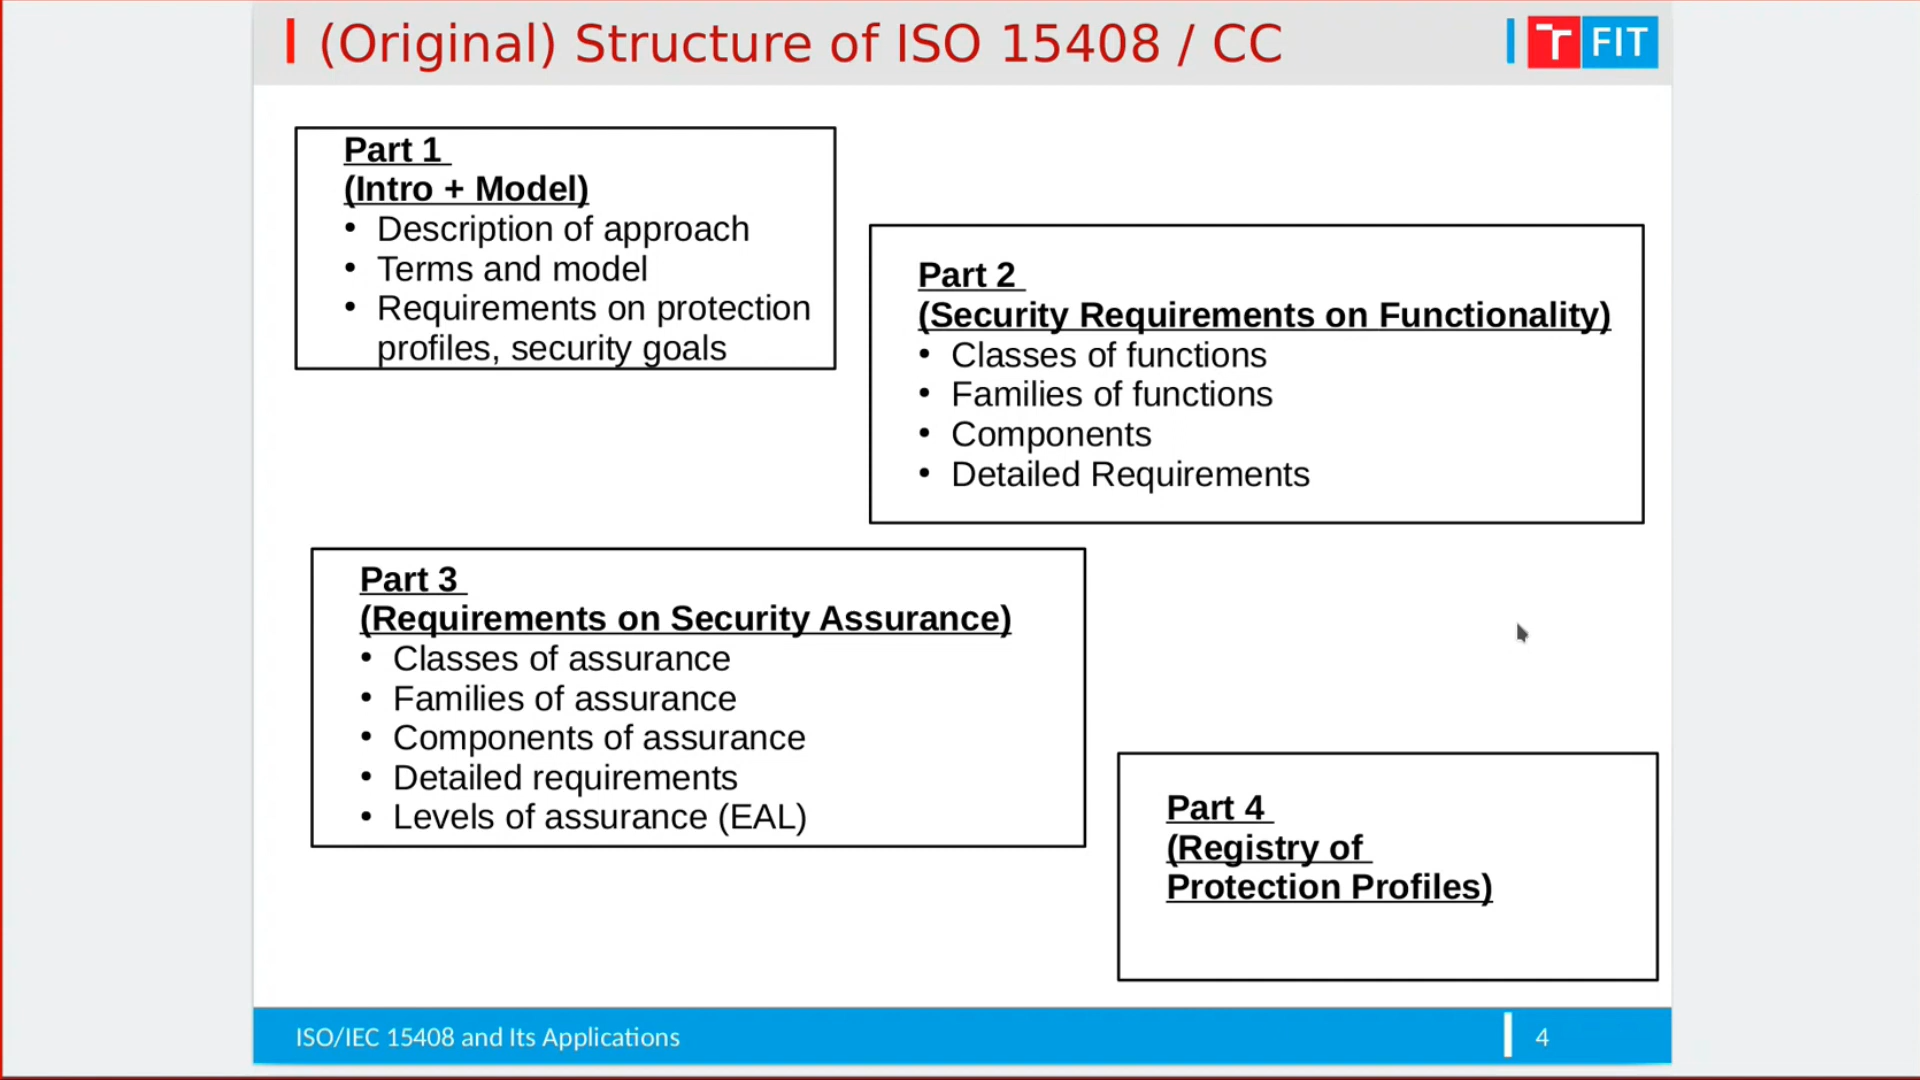 (Original) Structure of ISO 15408 / CC
T FIT
Part 1
(Intro + Model)
• Description of approach
• Terms and model
• Requirements on protection
profiles, security goals
Part 2
(Security Requirements on Functionality)
• Classes of functions
• Families of functions
• Components
• Detailed Requirements
Part 3
(Requirements on Security Assurance)
• Classes of assurance
• Families of assurance
• Components of assurance
• Detailed requirements
• Levels of assurance (EAL)
Part 4
(Registry of
Protection Profiles)
ISO/IEC 15408 and Its Applications
4